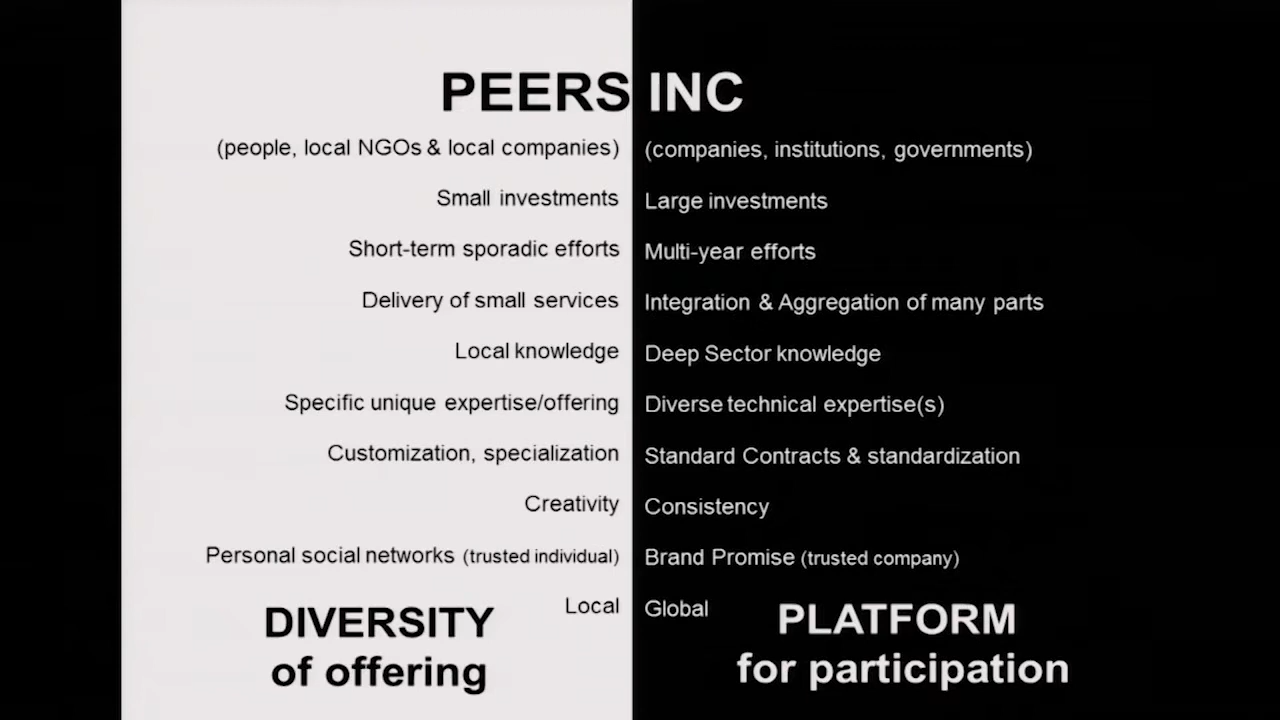 PEERS INC
(people, local NGOs & local companies) (companies, institutions, governments)
Small investments Large investments
Short-term sporadic efforts Multi-year efforts
Delivery of small services Integration & Aggregation of many parts
Local knowledge Deep Sector knowledge
Specific unique expertise/offering Diverse technical expertise(s)
Customization, specialization Standard Contracts & standardization
Creativity Consistency
Personal social networks (trusted individual) Brand Promise (trusted company)
Local Global
DIVERSITY PLATFORM
of offering for participation